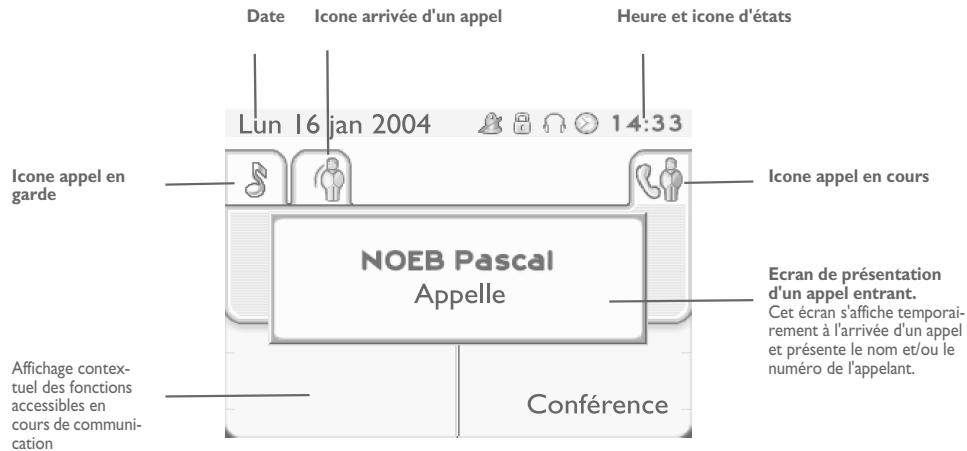 Date
Icone arrivée d'un appel
Heure et icone d'états
Lun 16 jan 2004
14:33
Icone appel en
garde
Icone appel en cours
NOEB Pascal
Appelle
Ecran de présentation
d'un appel entrant.
Cet écran s'affiche temporai-
rement à l'arrivée d'un appel
et présente le nom et/ou le
numéro de l'appelant.
Affichage contex-
tuel des fonctions
accessibles en
cours de communi-
cation
Conférence